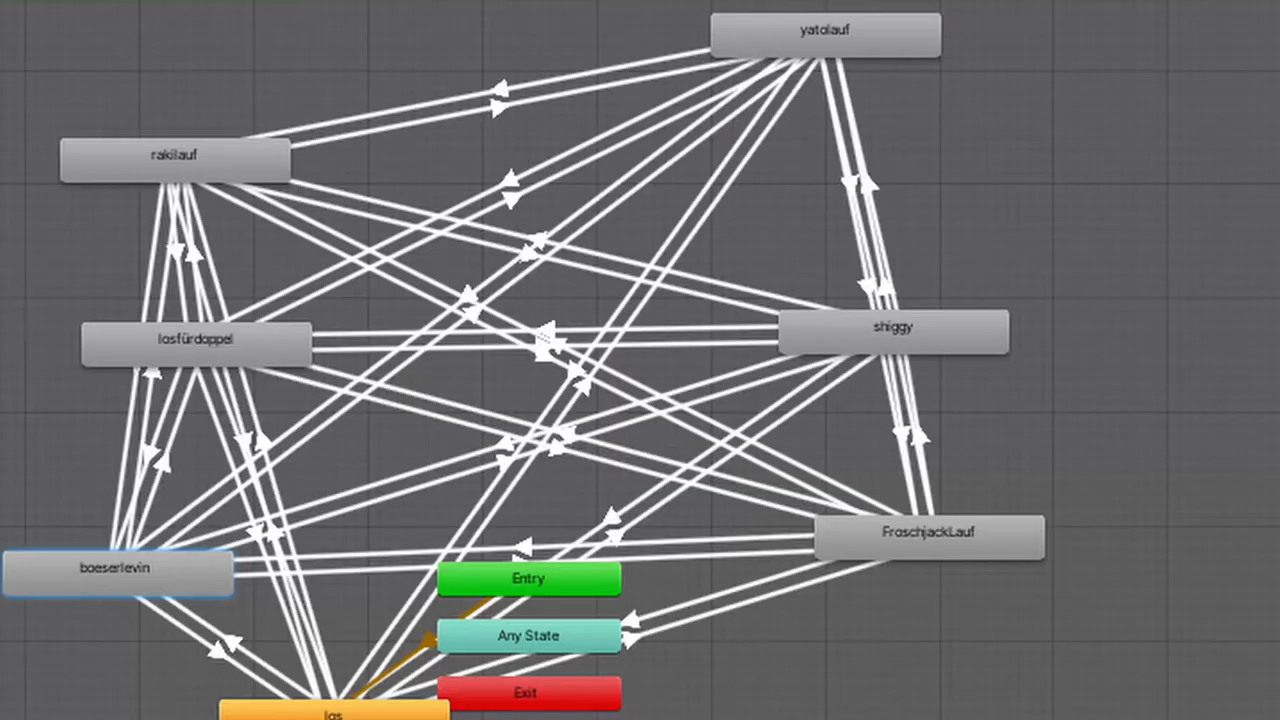 yatolauf
rakilauf
shiggy
losfürdoppel
FroschjackLauf
boeserlevin
Entry
Any State
Exit
los